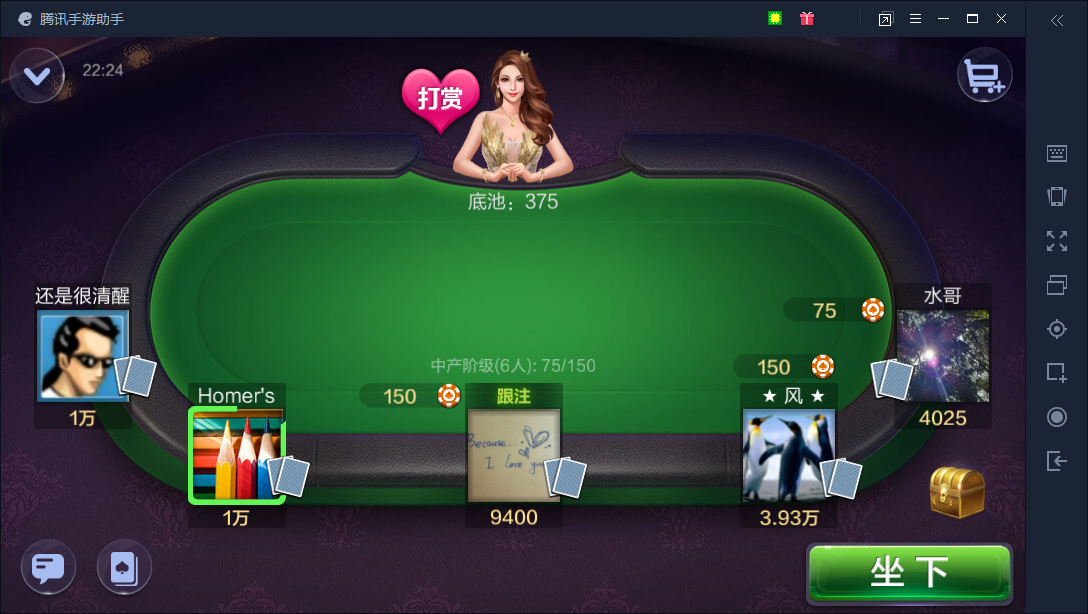 腾讯手游助手
22:24
打赏
底池：375
还是很清醒
水哥
75
中产阶级(6人): 75/150
150
Homer's
150
跟注
★ 风 ★
Because...
I love you
1万
4025
1万
9400
3.93万
坐下